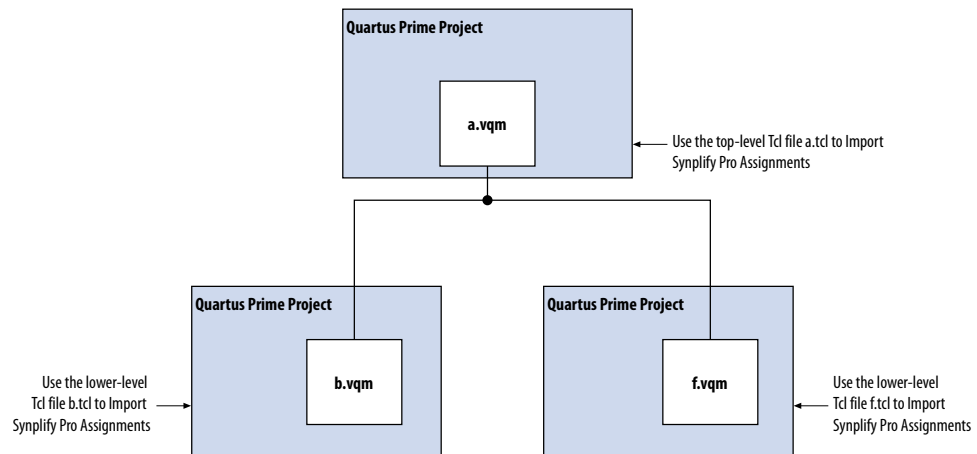 Quartus Prime Project
a.vqm
Use the top-level Tcl file a.tcl to Import
Synplify Pro Assignments
Quartus Prime Project
b.vqm
Use the lower-level
Tcl file b.tcl to Import
Synplify Pro Assignments
Quartus Prime Project
f.vqm
Use the lower-level
Tcl file f.tcl to Import
Synplify Pro Assignments